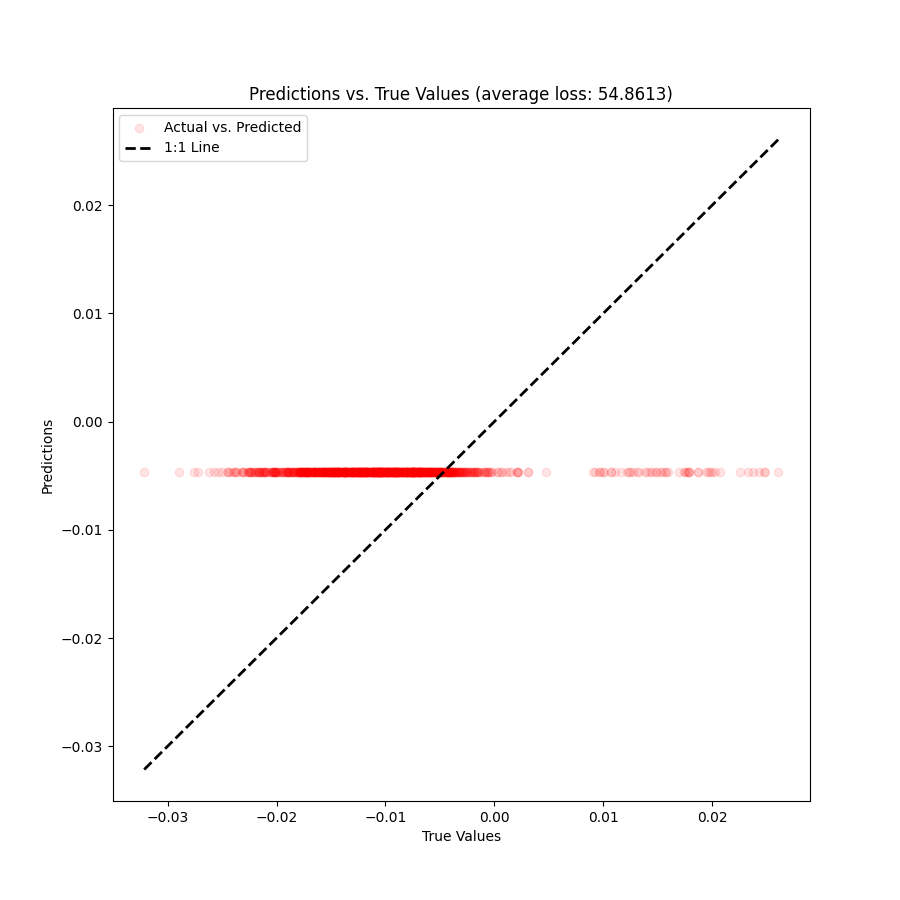 Predictions vs. True Values (average loss: 54.8613)
Actual vs. Predicted
1:1 Line
0.02
0.01
0.00
−0.01
−0.02
−0.03
Predictions
−0.03
−0.02
−0.01
0.00
0.01
0.02
True Values